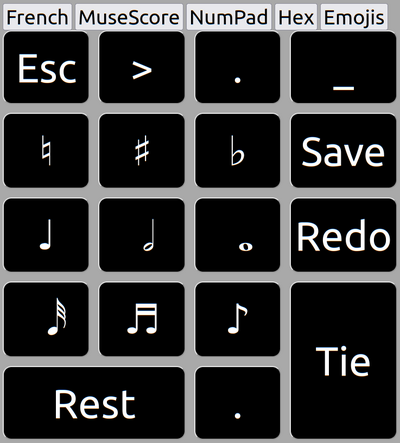 French MuseScore NumPad Hex Emojis
Esc > . _
♮ ♯ ♭ Save
♩ 𝅗𝅥 𝅝 Redo
𝅘𝅥𝅰 ♬ ♪ Tie
Rest .